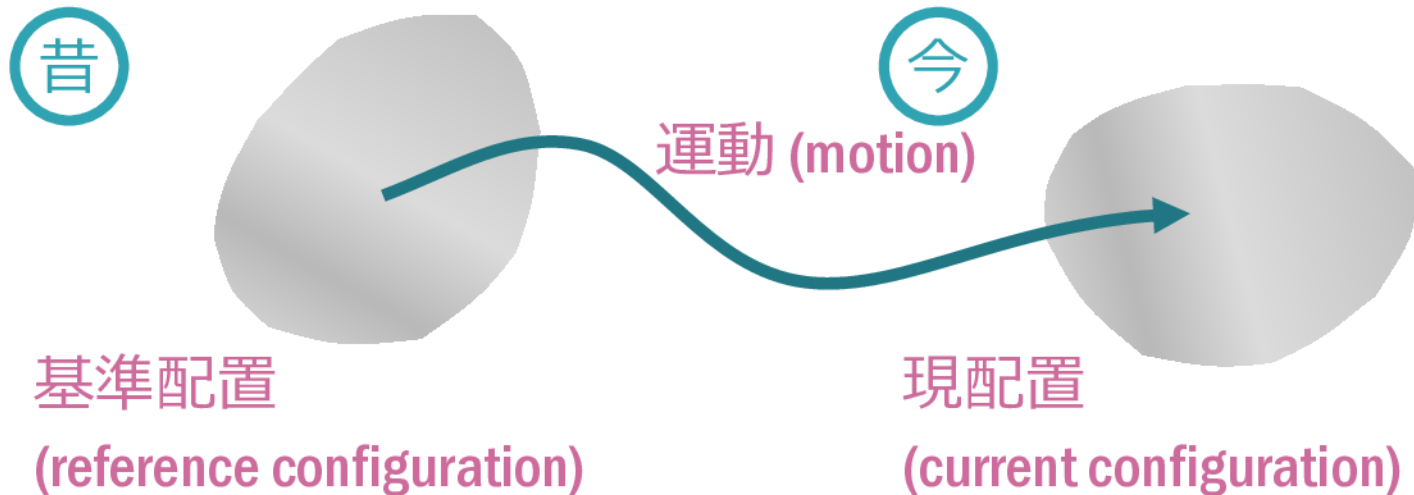 昔
今
運動 (motion)
基準配置
(reference configuration)
現配置
(current configuration)